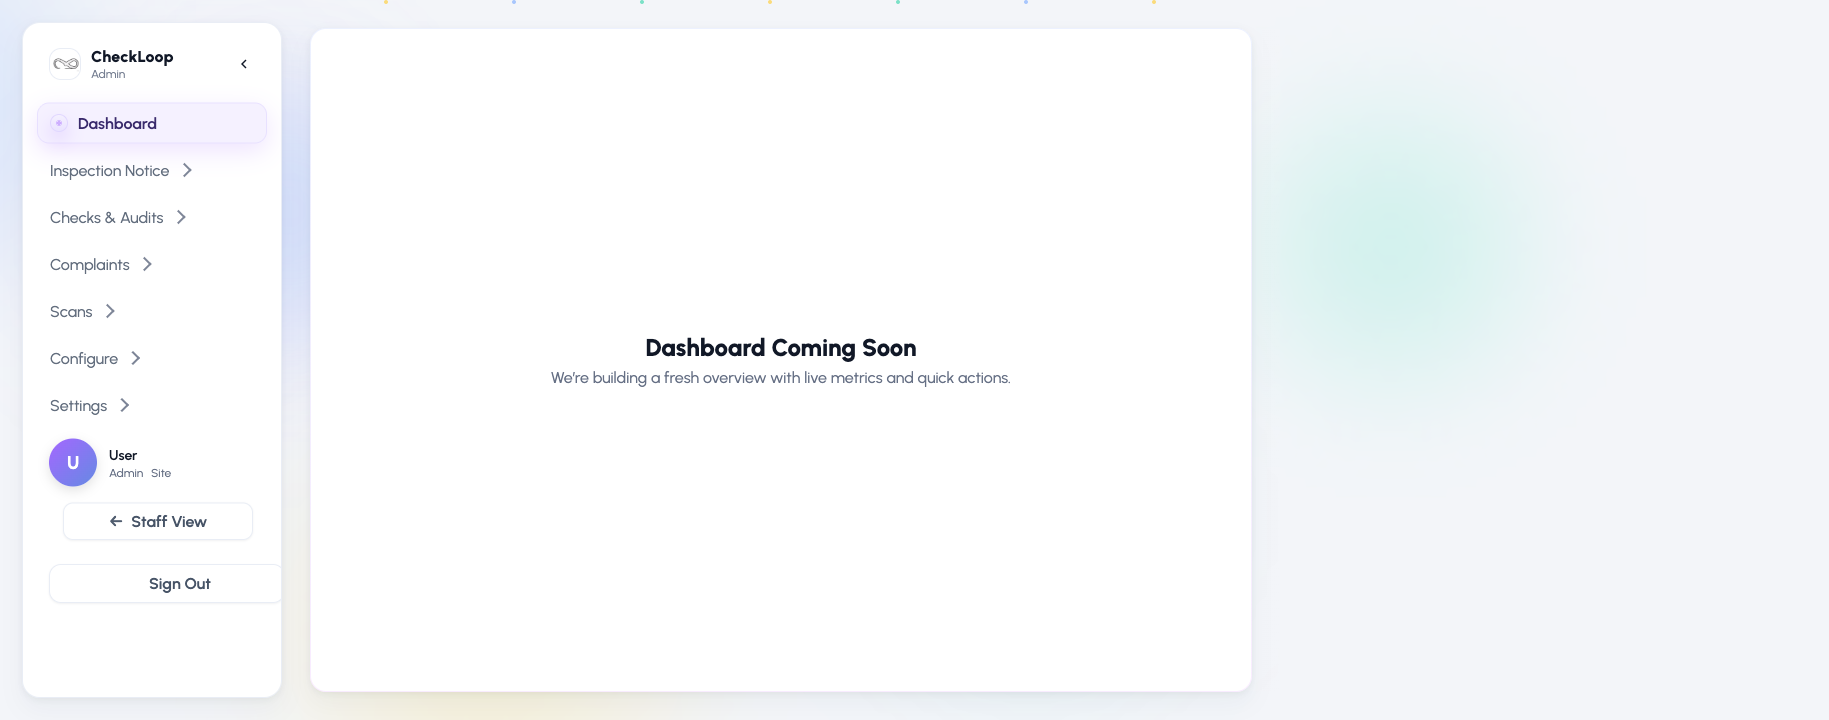 CheckLoop
Admin
Dashboard
Inspection Notice
Checks & Audits
Complaints
Scans
Configure
Settings
U
User
Admin Site
Staff View
Sign Out
Dashboard Coming Soon
We're building a fresh overview with live metrics and quick actions.